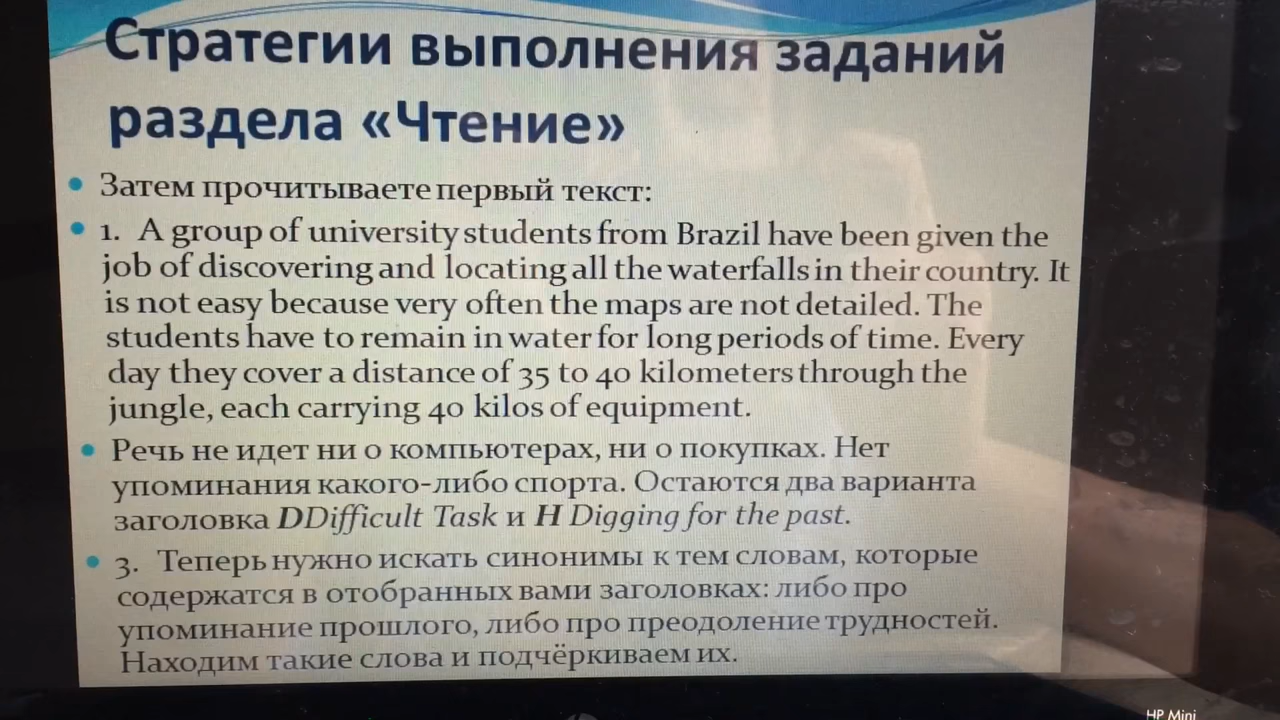 Стратегии выполнения заданий
раздела «Чтение»
• Затем прочитываете первый текст:
• 1. A group of university students from Brazil have been given the
job of discovering and locating all the waterfalls in their country. It
is not easy because very often the maps are not detailed. The
students have to remain in water for long periods of time. Every
day they cover a distance of 35 to 40 kilometers through the
jungle, each carrying 40 kilos of equipment.
• Речь не идет ни о компьютерах, ни о покупках. Нет
упоминания какого-либо спорта. Остаются два варианта
заголовка DDifficult Task и H Digging for the past.
• 3. Теперь нужно искать синонимы к тем словам, которые
содержатся в отобранных вами заголовках: либо про
упоминание прошлого, либо про преодоление трудностей.
Находим такие слова и подчёркиваем их.
HP Mini